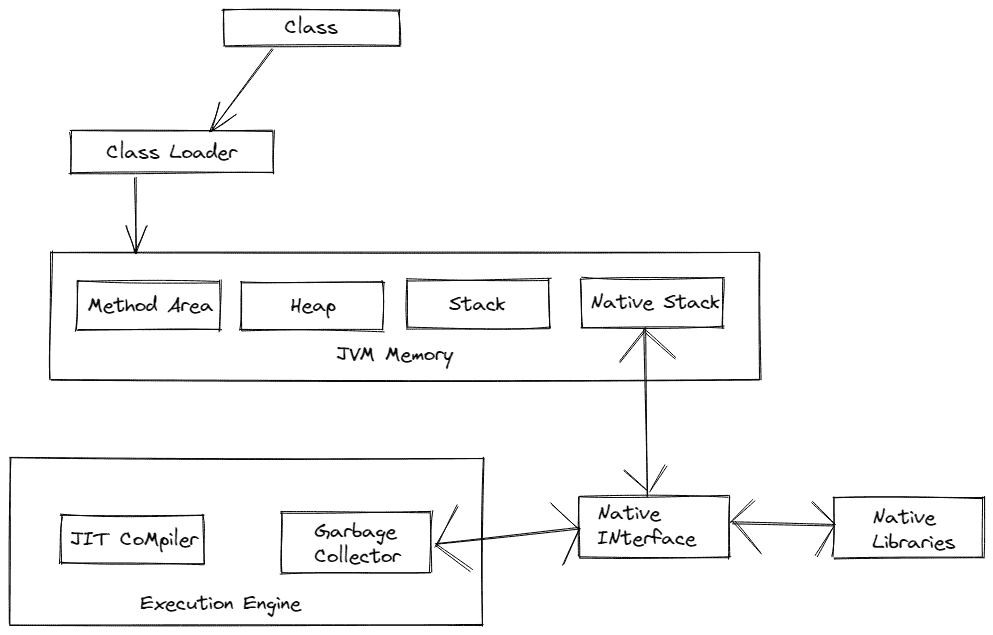 Class
Class Loader
Method Area
Heap
Stack
Native Stack
JVM Memory
JIT CoMpiler
Garbage
Collector
Execution Engine
Native
INterface
Native
Libraries